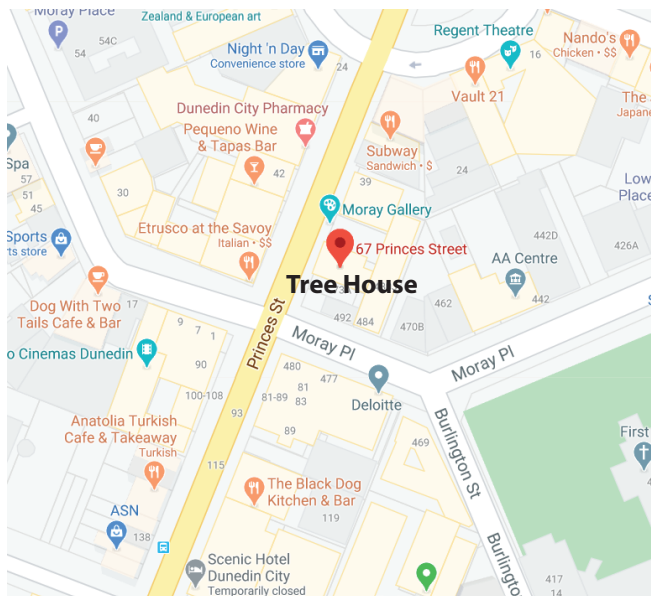 Moray Place
54C
54
Zealand & European art
Night 'n Day
Convenience store
24
Regent Theatre
16
Nando's
Chicken • $$
Vault 21
40
Dunedin City Pharmacy
Pequeno Wine
& Tapas Bar
42
Subway
Sandwich • $
24
The
Japane
Spa
57
51
45
30
39
Low
Place
Moray Gallery
Etrusco at the Savoy
Italian • $$
67 Princes Street
Sports
rts store
442D
426A
AA Centre
442
Tree House
Dog With Two
Tails Cafe & Bar
17
492
484
470B
462
Princes St
Moray Pl
Moray Pl
o Cinemas Dunedin
9
7
1
90
100-108
480
477
81
81-89
83
89
Deloitte
93
Anatolia Turkish
Cafe & Takeaway
Turkish
115
469
Burlington St
First
The Black Dog
Kitchen & Bar
119
ASN
138
Scenic Hotel
Dunedin City
Temporarily closed
Burlingto
417
14